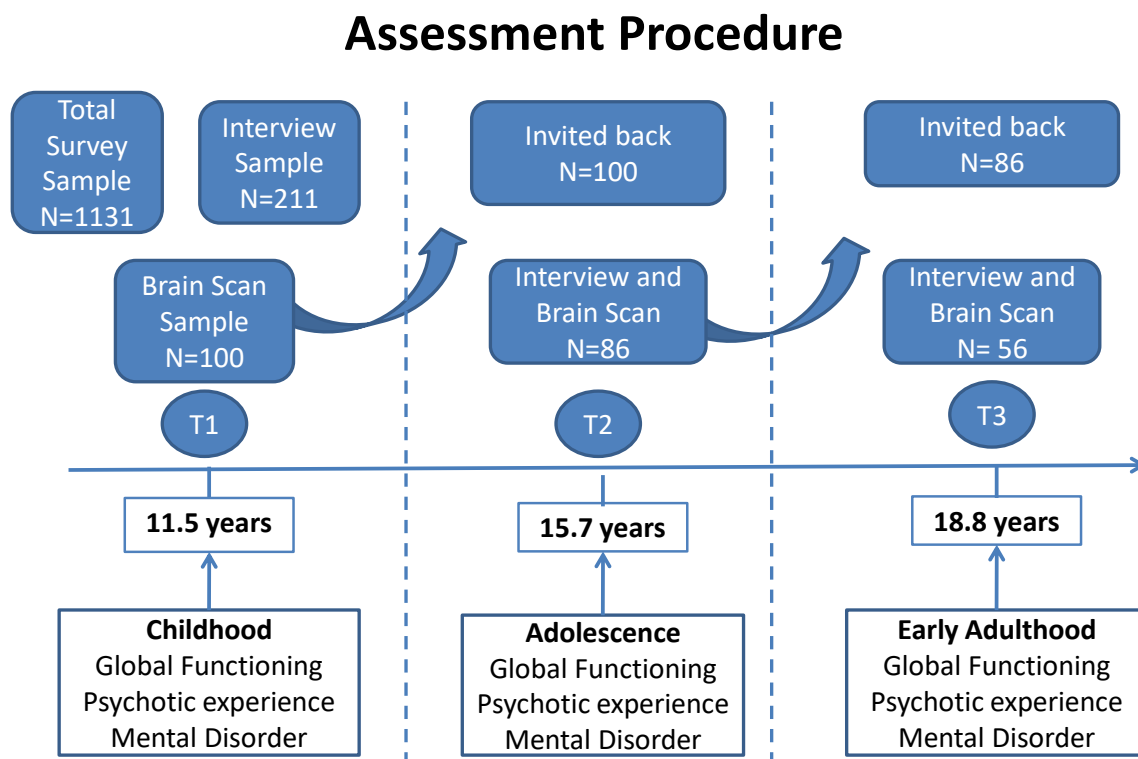 Assessment Procedure
Total
Survey
Sample
N=1131
Interview
Sample
N=211
Brain Scan
Sample
N=100
T1
11.5 years
Childhood
Global Functioning
Psychotic experience
Mental Disorder
Invited back
N=100
Interview and
Brain Scan
N=86
T2
15.7 years
Adolescence
Global Functioning
Psychotic experience
Mental Disorder
Invited back
N=86
Interview and
Brain Scan
N= 56
T3
18.8 years
Early Adulthood
Global Functioning
Psychotic experience
Mental Disorder